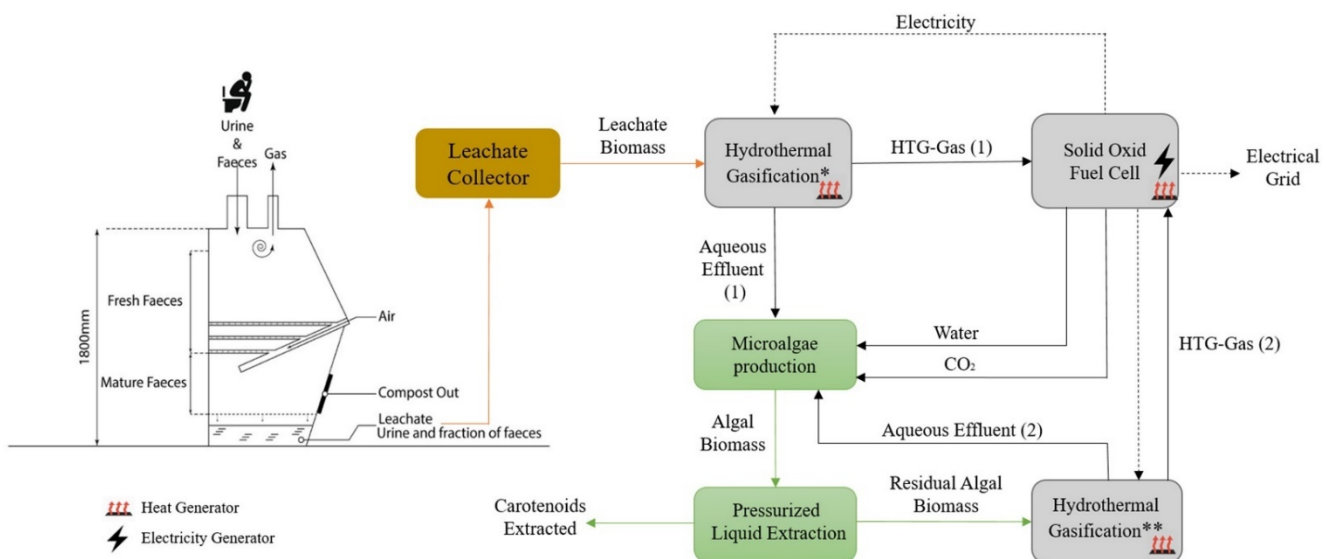 Electricity
Urine
&
Faeces
Gas
Leachate
Collector
Leachate
Biomass
Hydrothermal
Gasification*
HTG-Gas (1)
Solid Oxid
Fuel Cell
Electrical
Grid
1800mm
Fresh Faeces
Mature Faeces
Air
Compost Out
Leachate
Urine and fraction of faeces
Aqueous
Effluent
(1)
Water
CO₂
HTG-Gas (2)
Microalgae
production
Algal
Biomass
Aqueous Effluent (2)
Carotenoids
Extracted
Pressurized
Liquid Extraction
Residual Algal
Biomass
Hydrothermal
Gasification**
Heat Generator
Electricity Generator